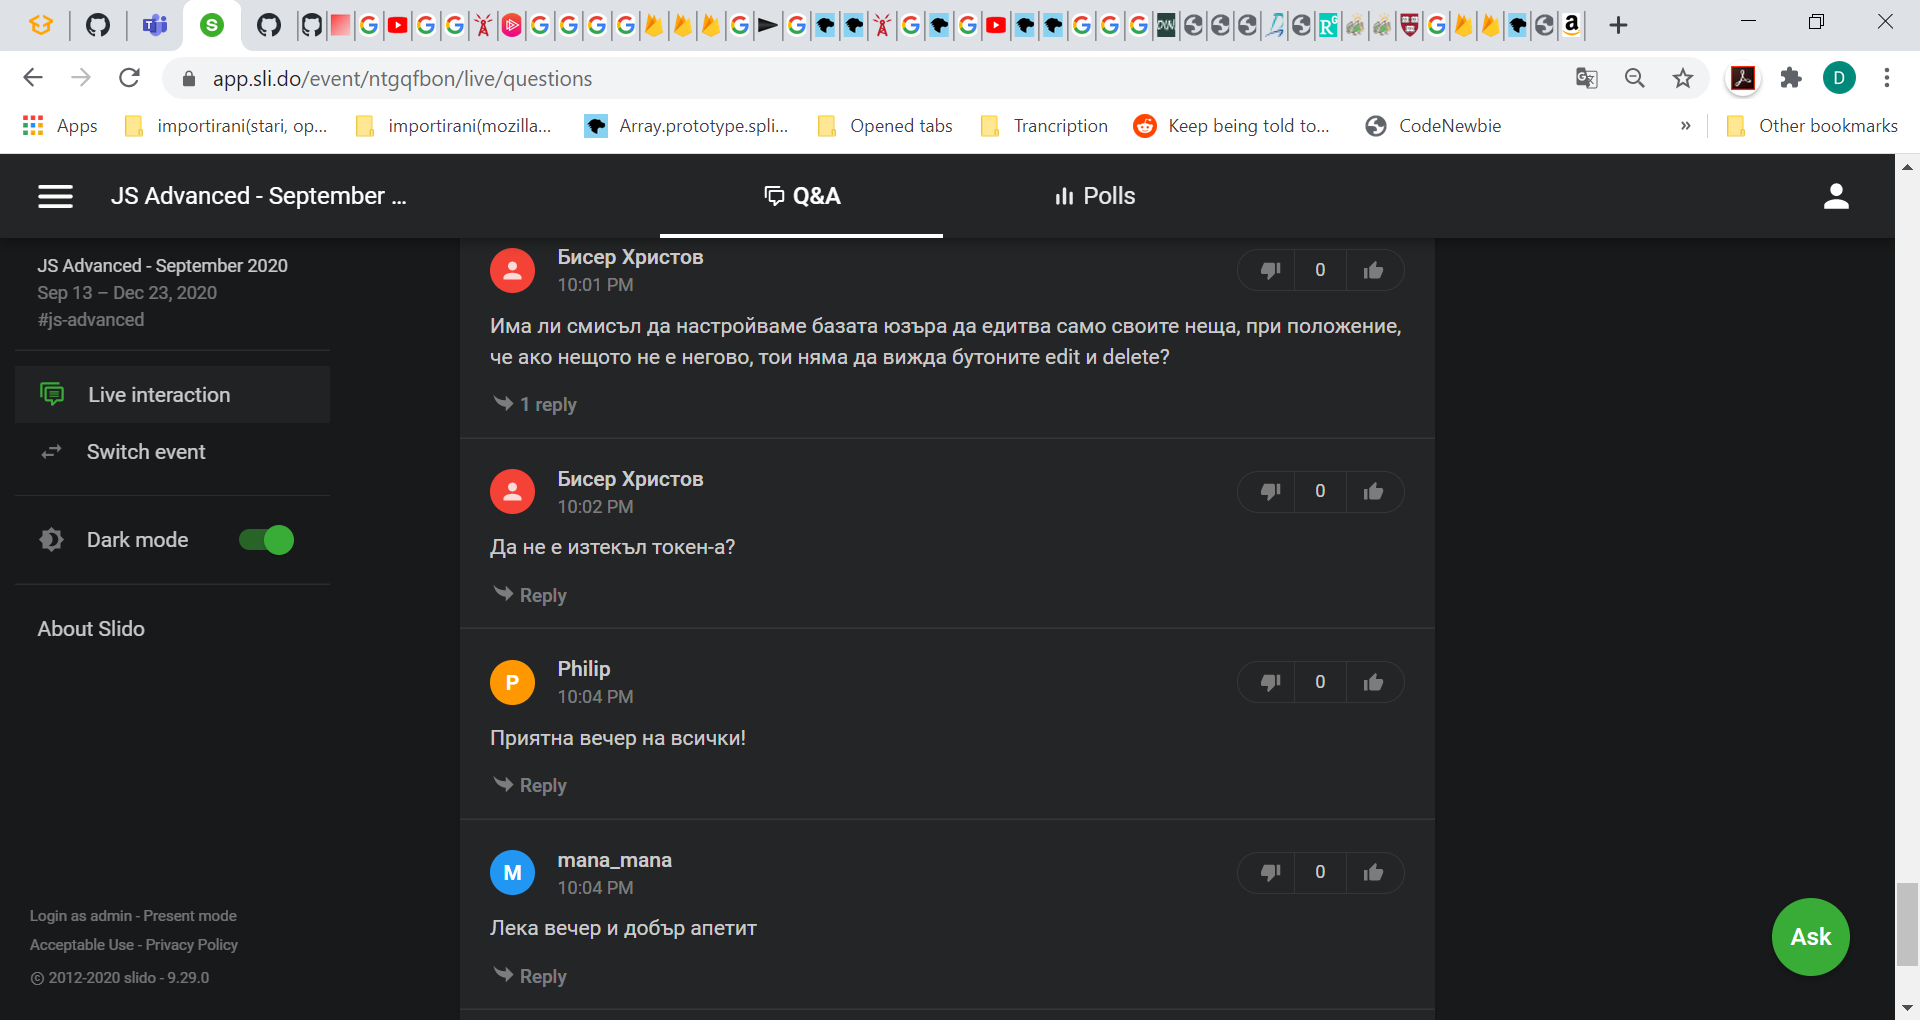 app.sli.do/event/ntgqfbon/live/questions
D
Apps
importirani(stari, op...
importirani(mozilla...
Array.prototype.spli...
Opened tabs
Trancription
Keep being told to...
CodeNewbie
»
Other bookmarks
JS Advanced - September ...
Q&A
Polls
JS Advanced - September 2020
Sep 13 – Dec 23, 2020
#js-advanced
Live interaction
Switch event
Dark mode
About Slido
Login as admin - Present mode
Acceptable Use - Privacy Policy
© 2012-2020 slido - 9.29.0
Бисер Христов
10:01 PM
0
Има ли смисъл да настройваме базата юзъра да едитва само своите неща, при положение,
че ако нещото не е негово, тои няма да вижда бутоните edit и delete?
1 reply
Бисер Христов
10:02 PM
0
Да не е изтекъл токен-а?
Reply
P
Philip
10:04 PM
0
Приятна вечер на всички!
Reply
M
mana_mana
10:04 PM
0
Лека вечер и добър апетит
Reply
Ask